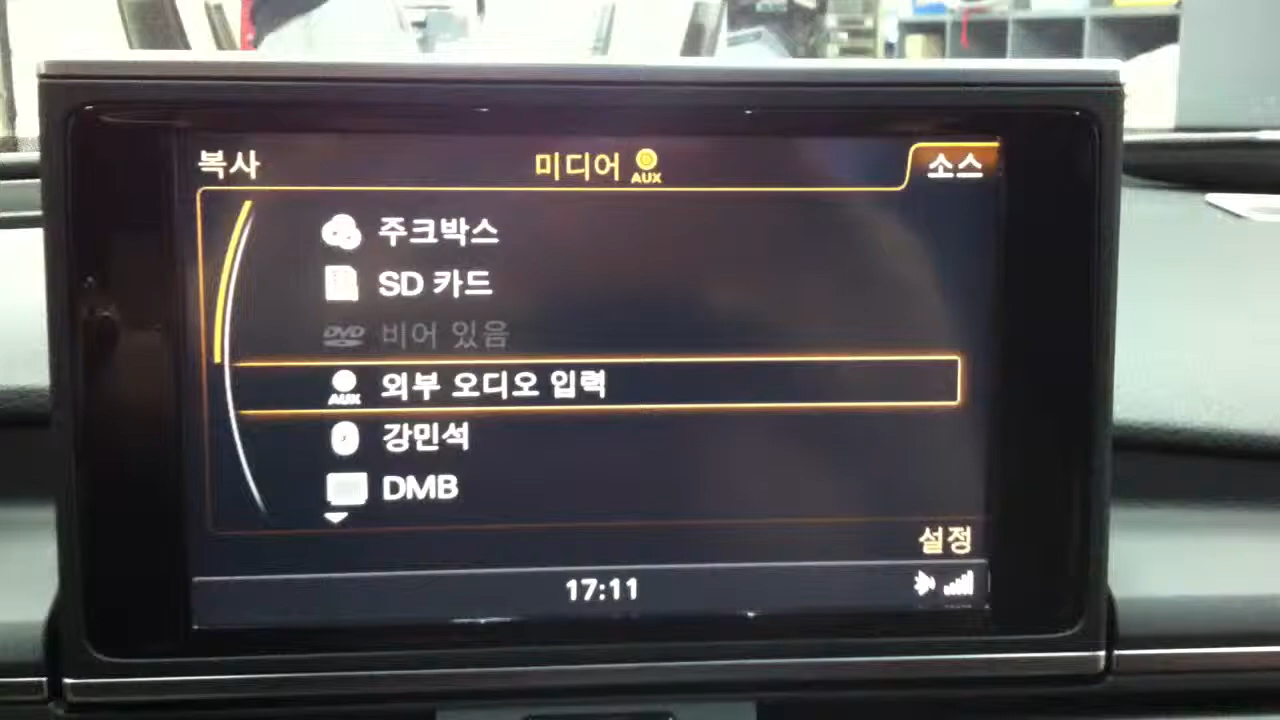 복사
미디어 AUX
소스
주크박스
SD 카드
DVD 비어 있음
AUX 외부 오디오 입력
강민석
DMB
설정
17:11